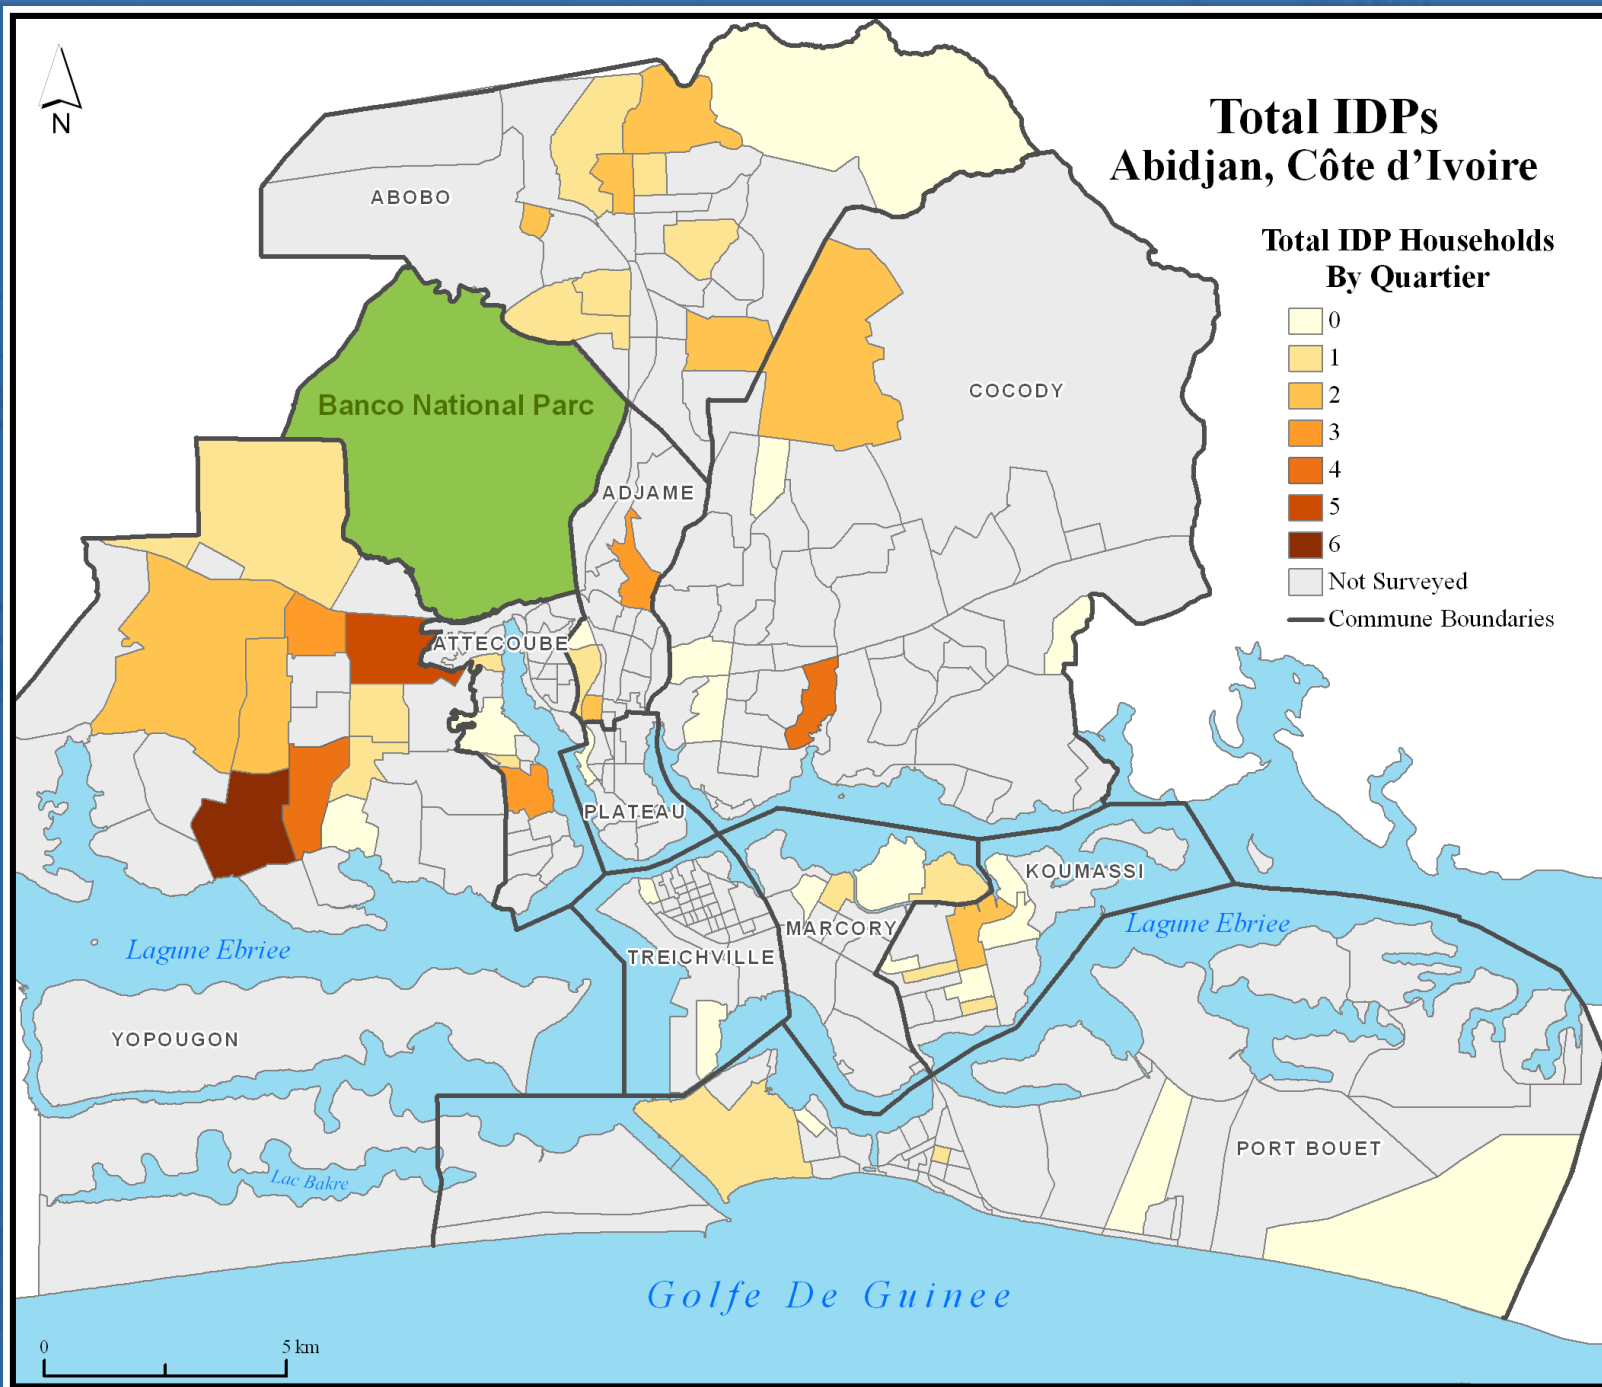 Total IDPs
Abidjan, Côte d’Ivoire
N
Total IDP Households
By Quartier
0
1
2
3
4
5
6
Not Surveyed
Commune Boundaries
ABOBO
COCODY
Banco National Parc
ADJAME
ATTECOUBE
PLATEAU
KOUMASSI
MARCORY
Lagune Ebriee
Lagune Ebriee
TREICHVILLE
YOPOUGON
PORT BOUET
Lac Bakre
Golfe De Guinee
0
5 km